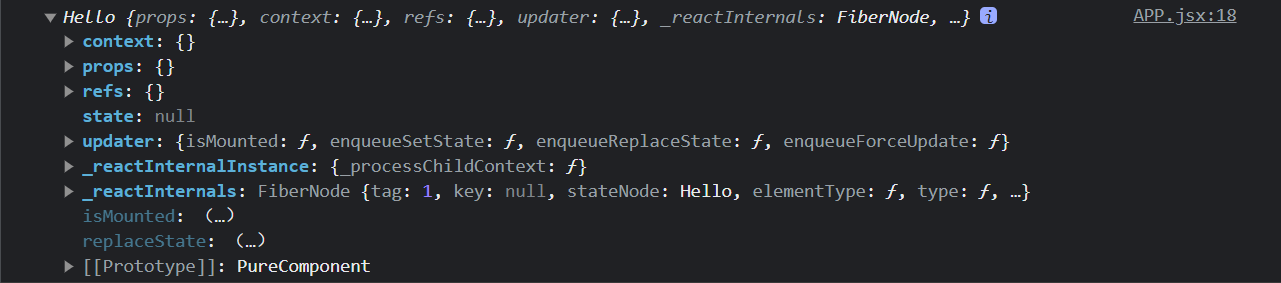 Hello {props: {…}, context: {…}, refs: {…}, updater: {…}, _reactInternals: FiberNode, …} i APP.jsx:18
context: {}
props: {}
refs: {}
state: null
updater: {isMounted: ƒ, enqueueSetState: ƒ, enqueueReplaceState: ƒ, enqueueForceUpdate: ƒ}
_reactInternalInstance: {_processChildContext: ƒ}
_reactInternals: FiberNode {tag: 1, key: null, stateNode: Hello, elementType: ƒ, type: ƒ, …}
isMounted: (…)
replaceState: (…)
[[Prototype]]: PureComponent